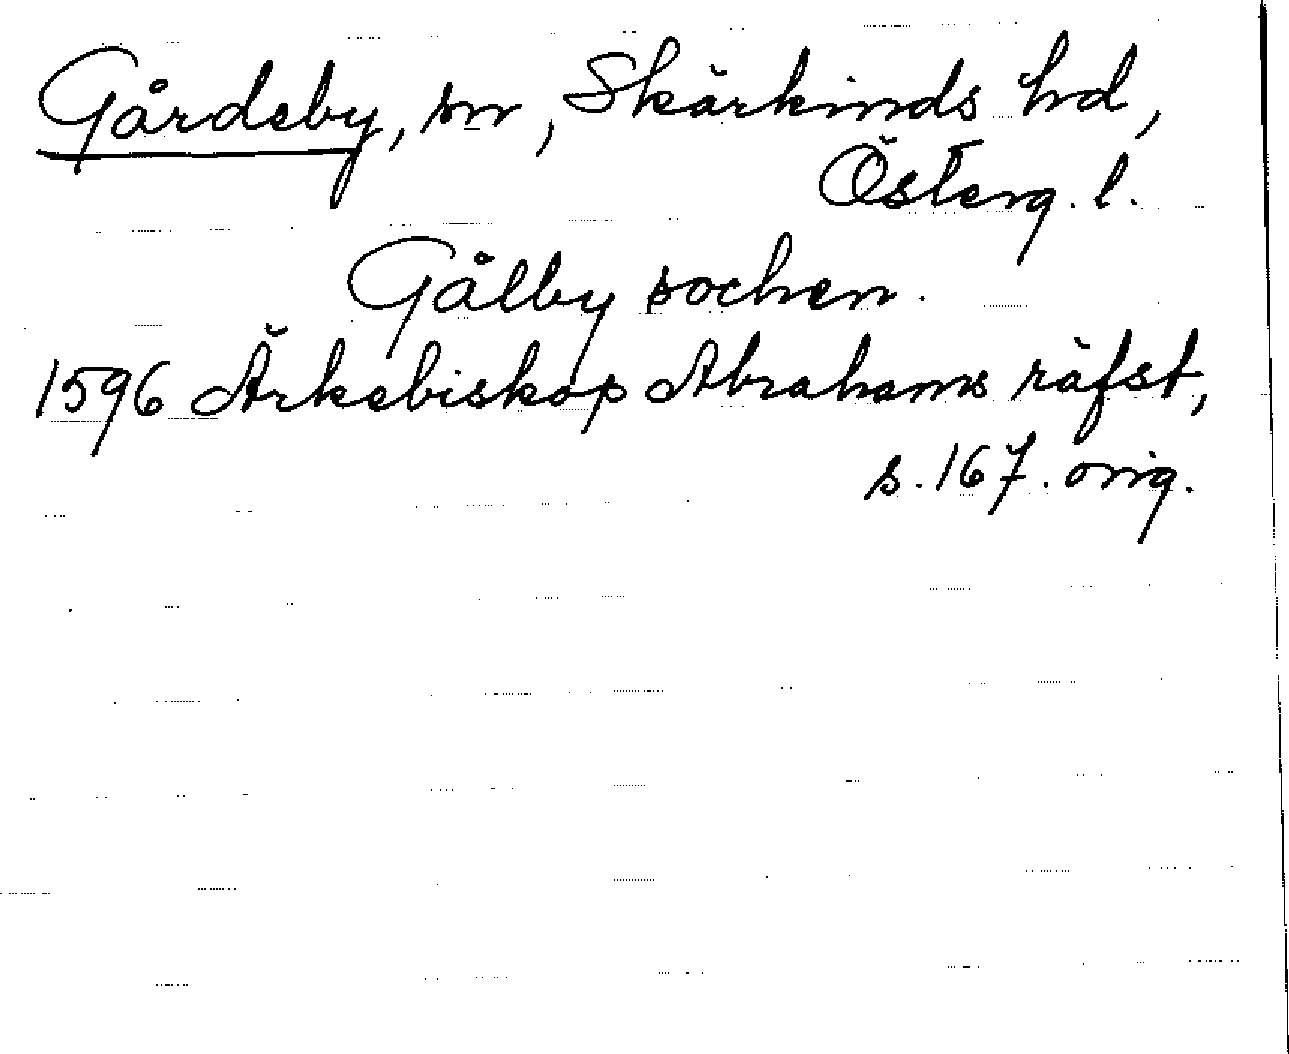 Gårdeby, sn, Skärkinds hd,
Österg. l.
Gålby sochen.
1596 Ärkebiskop Abrahams räfst,
s. 167. orig.